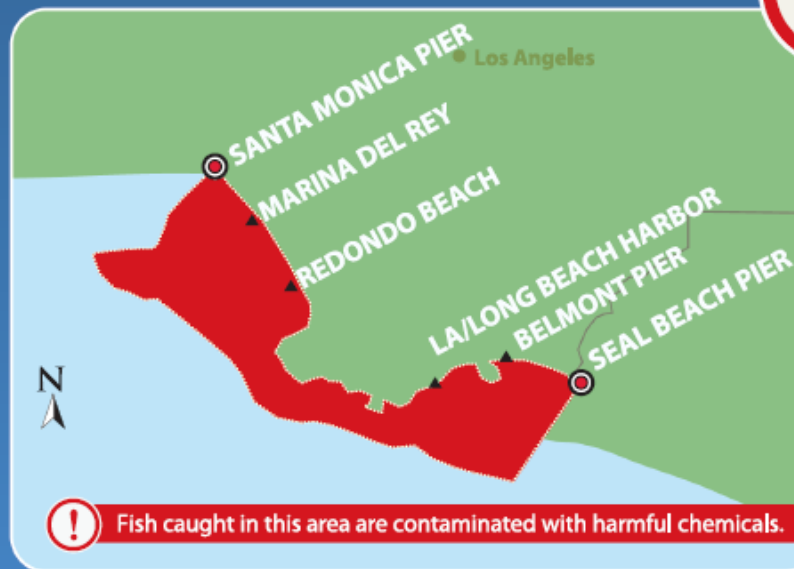 SANTA MONICA PIER
Los Angeles
MARINA DEL REY
REDONDO BEACH
LA/LONG BEACH HARBOR
BELMONT PIER
SEAL BEACH PIER
N
! Fish caught in this area are contaminated with harmful chemicals.